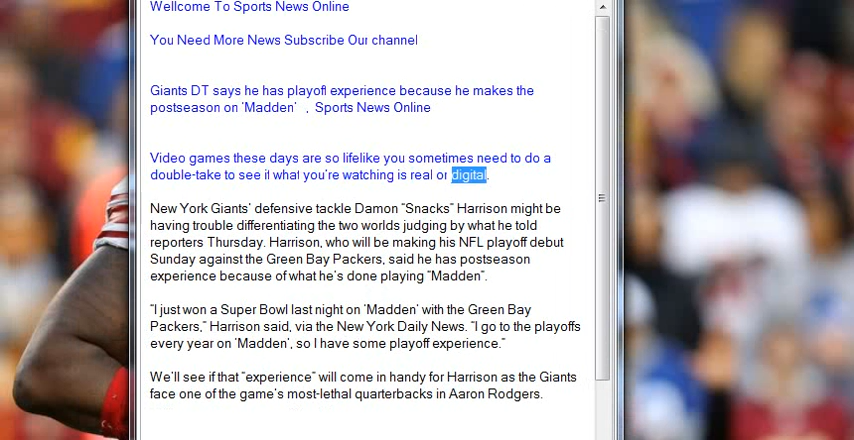 Wellcome To Sports News Online
You Need More News Subscribe Our channel
Giants DT says he has playoff experience because he makes the
postseason on ‘Madden’ , Sports News Online
Video games these days are so lifelike you sometimes need to do a
double-take to see if what you’re watching is real or digital.
New York Giants’ defensive tackle Damon “Snacks” Harrison might be
having trouble differentiating the two worlds judging by what he told
reporters Thursday. Harrison, who will be making his NFL playoff debut
Sunday against the Green Bay Packers, said he has postseason
experience because of what he’s done playing “Madden”.
“I just won a Super Bowl last night on ‘Madden’ with the Green Bay
Packers,” Harrison said, via the New York Daily News. “I go to the playoffs
every year on ‘Madden’, so I have some playoff experience.”
We’ll see if that “experience” will come in handy for Harrison as the Giants
face one of the game’s most-lethal quarterbacks in Aaron Rodgers.